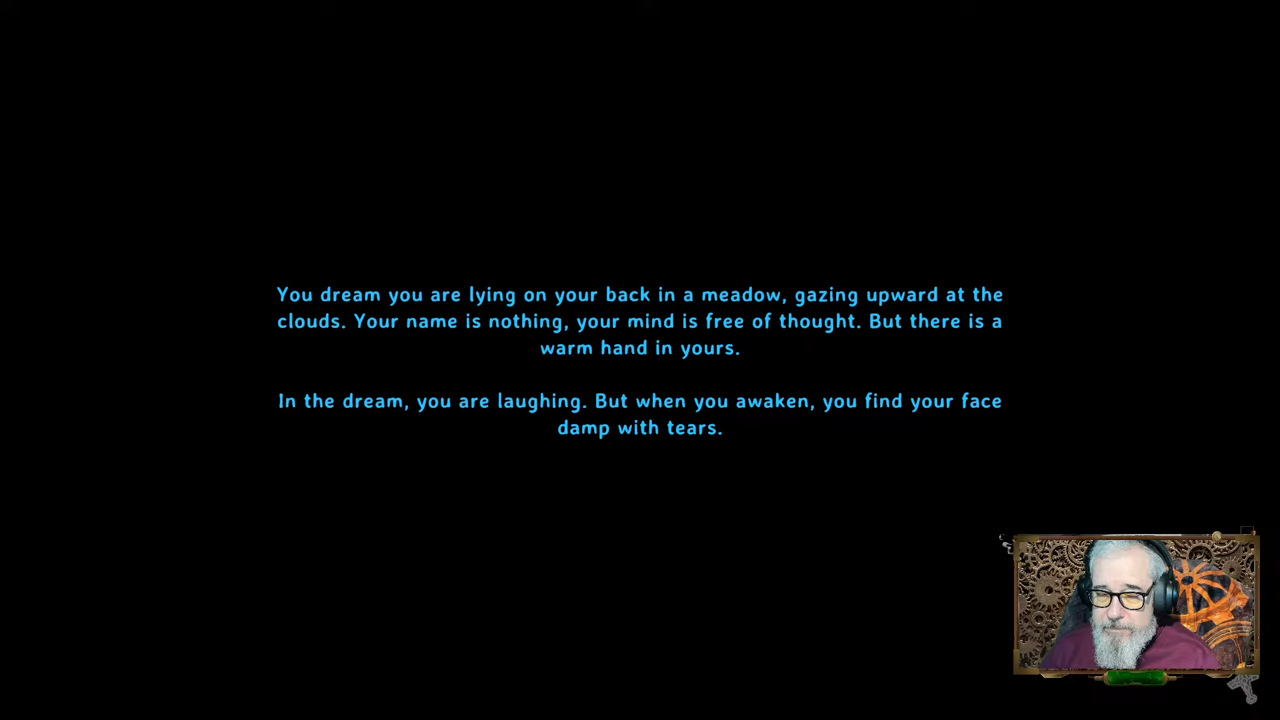 You dream you are lying on your back in a meadow, gazing upward at the
clouds. Your name is nothing, your mind is free of thought. But there is a
warm hand in yours.
In the dream, you are laughing. But when you awaken, you find your face
damp with tears.